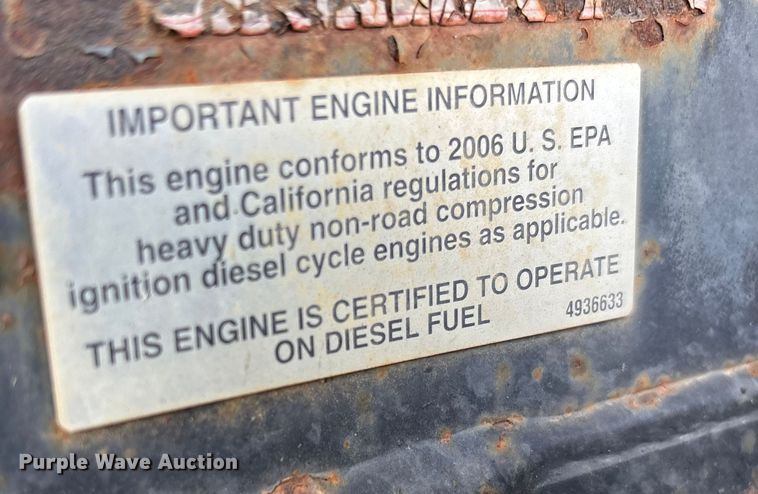 IMPORTANT ENGINE INFORMATION
This engine conforms to 2006 U. S. EPA
and California regulations for
heavy duty non-road compression
ignition diesel cycle engines as applicable.
THIS ENGINE IS CERTIFIED TO OPERATE
ON DIESEL FUEL
4936633
Purple Wave Auction